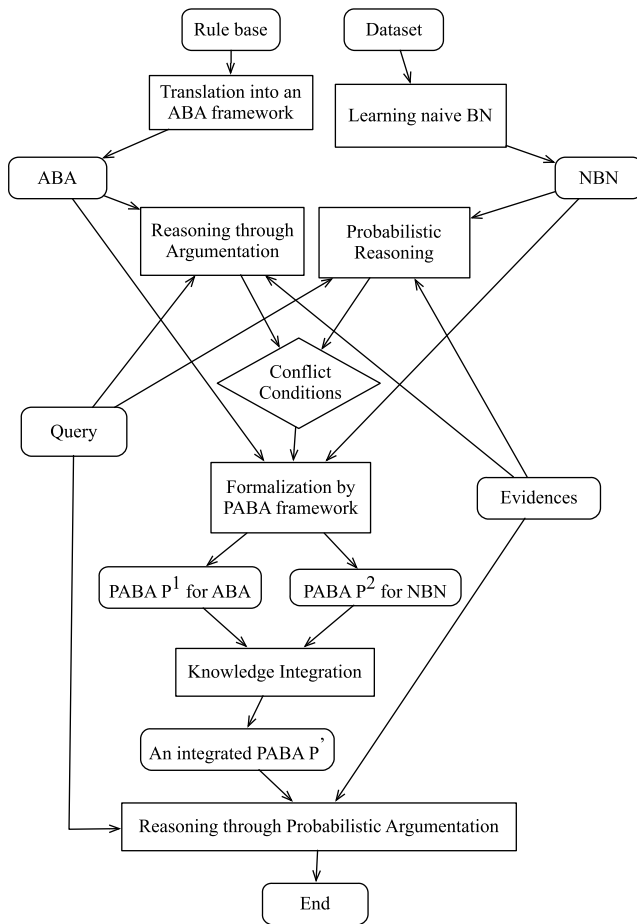 Rule base
Dataset
Translation into an
ABA framework
Learning naive BN
ABA
NBN
Reasoning through
Argumentation
Probabilistic
Reasoning
Conflict
Conditions
Query
Evidences
Formalization by
PABA framework
PABA P¹ for ABA
PABA P² for NBN
Knowledge Integration
An integrated PABA P'
Reasoning through Probabilistic Argumentation
End